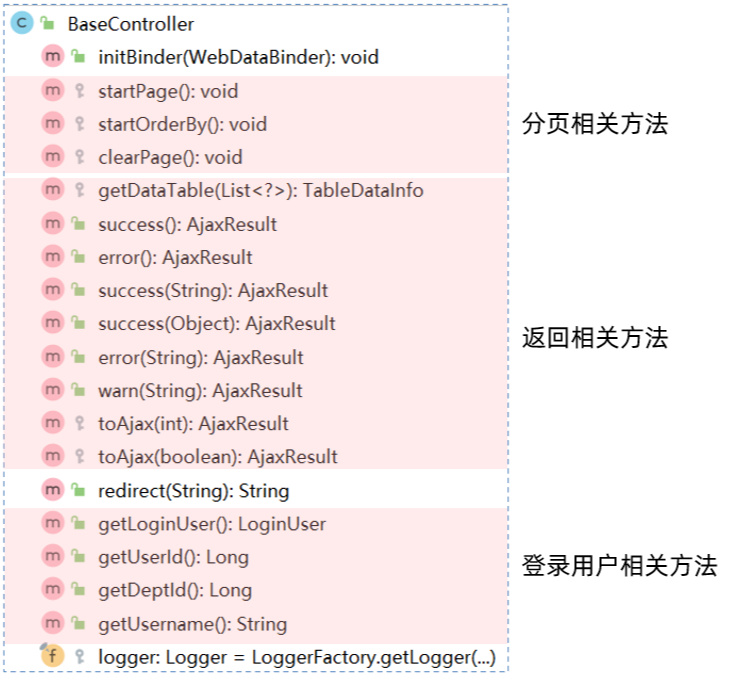 C BaseController
m initBinder(WebDataBinder): void
m startPage(): void
m startOrderBy(): void
分页相关方法
m clearPage(): void
m getDataTable(List<?>): TableDataInfo
m success(): AjaxResult
m error(): AjaxResult
m success(String): AjaxResult
m success(Object): AjaxResult
返回相关方法
m error(String): AjaxResult
m warn(String): AjaxResult
m toAjax(int): AjaxResult
m toAjax(boolean): AjaxResult
m redirect(String): String
m getLoginUser(): LoginUser
m getUserId(): Long
登录用户相关方法
m getDeptId(): Long
m getUsername(): String
f logger: Logger = LoggerFactory.getLogger(...)